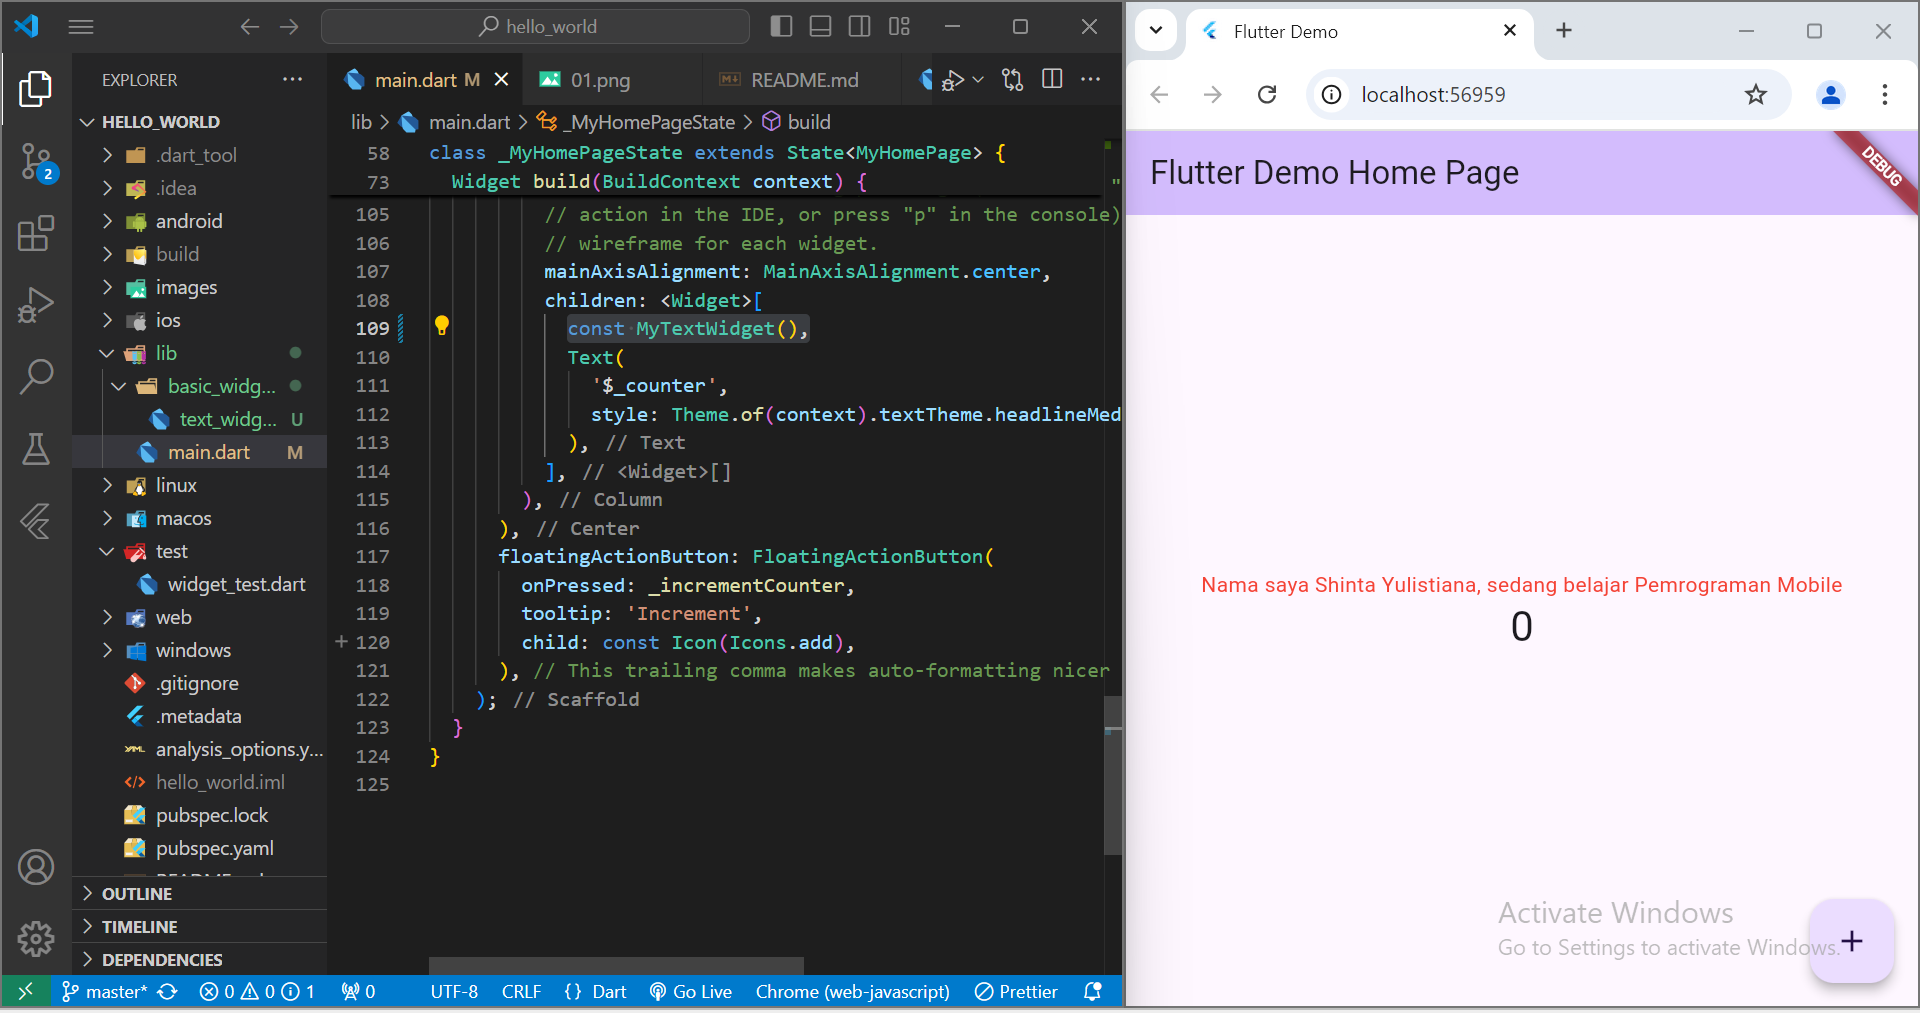 hello_world
EXPLORER
HELLO_WORLD
.dart_tool
.idea
android
build
images
ios
lib
basic_widg...
text_widg... U
main.dart M
linux
macos
test
widget_test.dart
web
windows
.gitignore
.metadata
analysis_options.y...
hello_world.iml
pubspec.lock
pubspec.yaml
OUTLINE
TIMELINE
DEPENDENCIES
2
main.dart M
01.png
README.md
lib > main.dart > _MyHomePageState > build
58 class _MyHomePageState extends State<MyHomePage> {
73 Widget build(BuildContext context) {
105 // action in the IDE, or press "p" in the console)
106 // wireframe for each widget.
107 mainAxisAlignment: MainAxisAlignment.center,
108 children: <Widget>[
109 const MyTextWidget(),
110 Text(
111 '$_counter',
112 style: Theme.of(context).textTheme.headlineMed
113 ), // Text
114 ], // <Widget>[]
115 ), // Column
116 ), // Center
117 floatingActionButton: FloatingActionButton(
118 onPressed: _incrementCounter,
119 tooltip: 'Increment',
120 child: const Icon(Icons.add),
121 ), // This trailing comma makes auto-formatting nicer
122 ); // Scaffold
123 }
124 }
125
master* 0 0 1 0 UTF-8 CRLF {} Dart Go Live Chrome (web-javascript) Prettier
Flutter Demo
localhost:56959
Flutter Demo Home Page
DEBUG
Nama saya Shinta Yulistiana, sedang belajar Pemrograman Mobile
0
Activate Windows
Go to Settings to activate Windows.